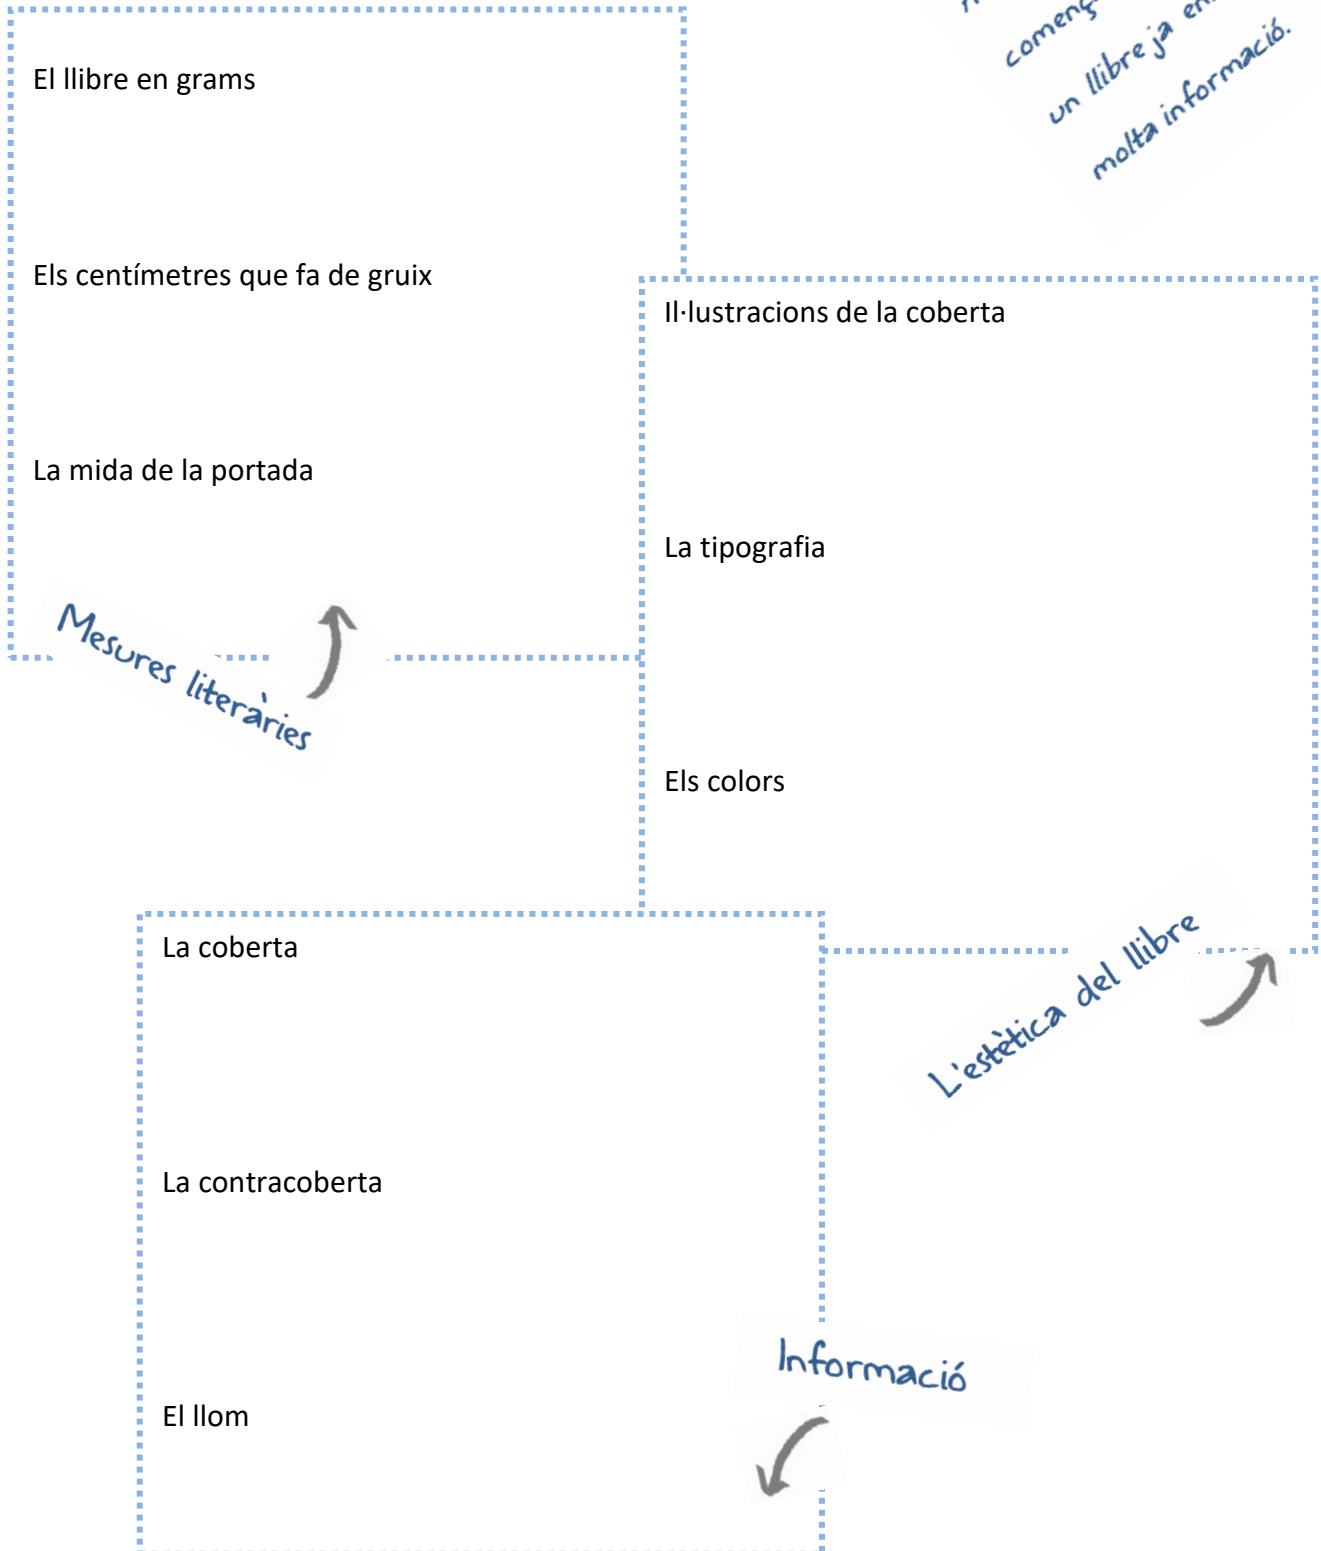 un llibre ja
molta informació.
El llibre en grams
Els centímetres que fa de gruix
La mida de la portada
Mesures literàries
Il·lustracions de la coberta
La tipografia
Els colors
L'estètica del llibre
La coberta
La contracoberta
El llom
Informació